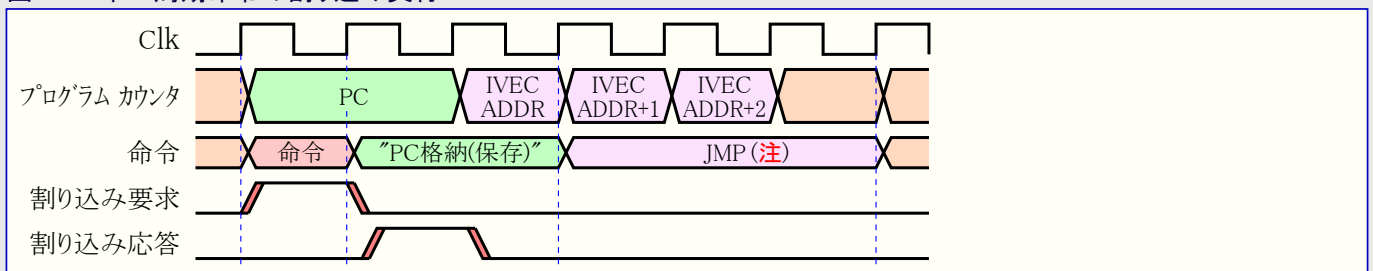 Clk
プログラム カウンタ
PC
IVEC
ADDR
IVEC
ADDR+1
IVEC
ADDR+2
命令
命令
"PC格納(保存)"
JMP (注)
割り込み要求
割り込み応答